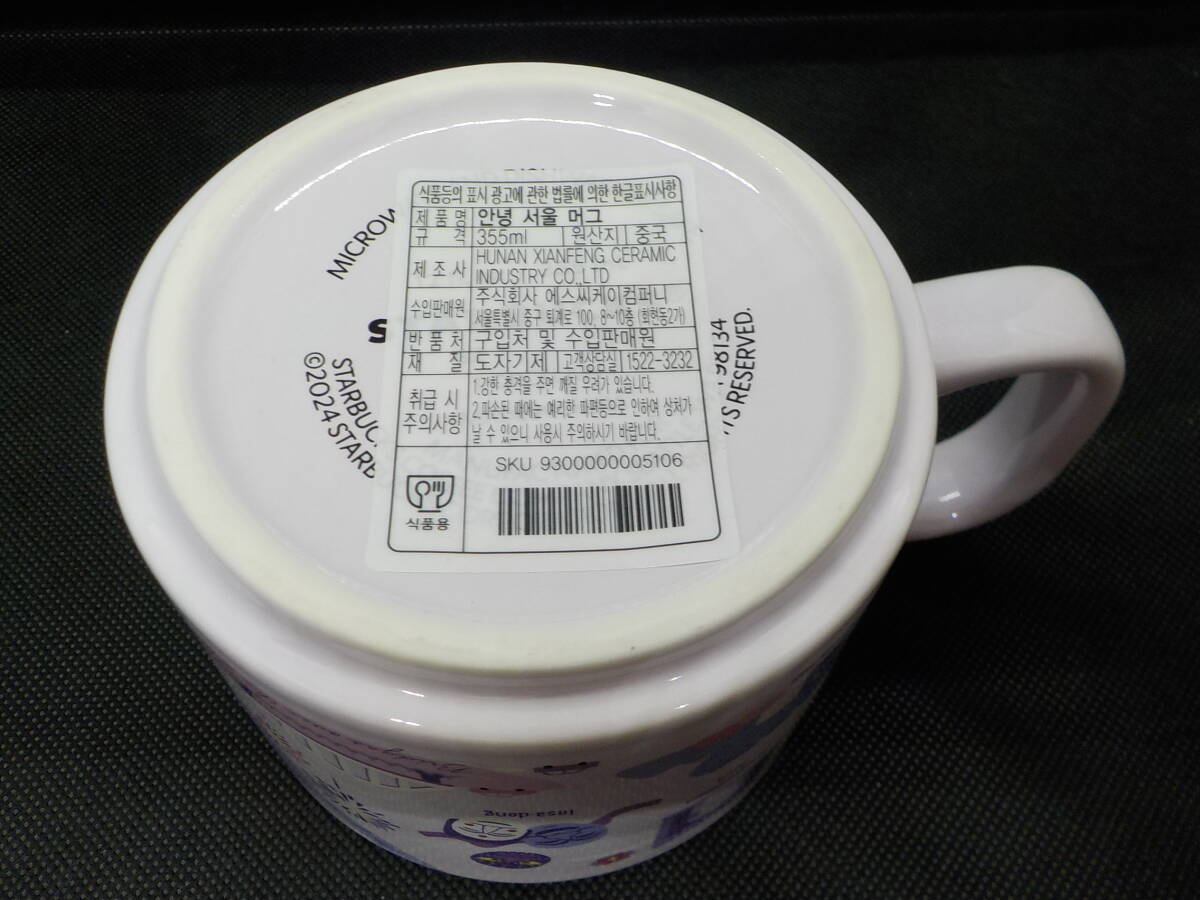 식품등의 표시 광고에 관한 법률에 의한 한글표시사항
제 품 명 안녕 서울 머그
규 격 355ml 원산지 중국
제 조 사 HUNAN XIANFENG CERAMIC
INDUSTRY CO.,LTD
수입판매원 주식회사 에스씨케이컴퍼니
서울특별시 중구 퇴계로 100, 8~10층 (회현동2가)
반 품 처 구입처 및 수입판매원
재 질 도자기제 고객상담실 1522-3232
취급 시
주의사항
1.강한 충격을 주면 깨질 우려가 있습니다.
2.파손된 때에는 예리한 파편등으로 인하여 상처가
날 수 있으니 사용시 주의하시기 바랍니다.
SKU 9300000005106
식품용
MICROW
S
STARBUC
©2024 STARB
98134
TS RESERVED.
insa-dong